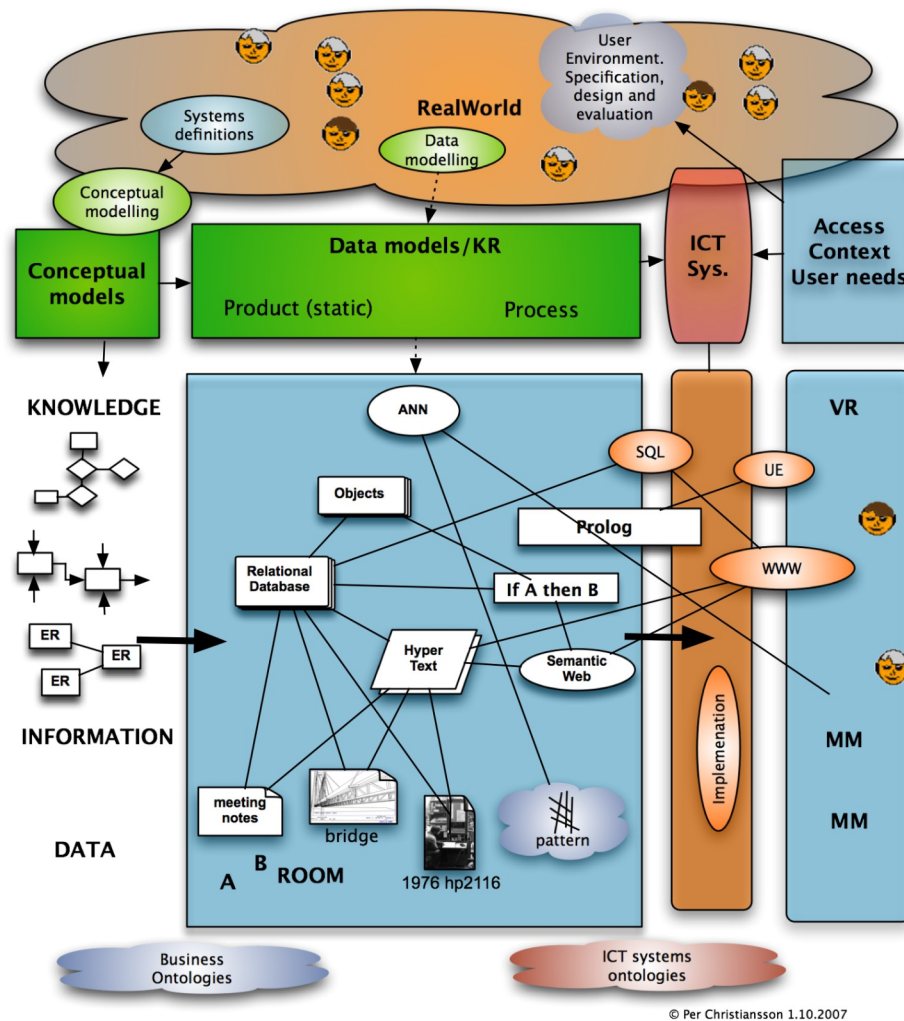 User
Environment.
Specification,
design and
evaluation
RealWorld
Systems
definitions
Data
modelling
Conceptual
modelling
Conceptual
models
Data models/KR
Product (static)
Process
ICT
Sys.
Access
Context
User needs
KNOWLEDGE
ANN
VR
SQL
UE
Objects
Prolog
Relational
Database
If A then B
WWW
ER
ER
ER
Hyper
Text
Semantic
Web
INFORMATION
Implemenation
MM
meeting
notes
bridge
pattern
MM
DATA
A
B
ROOM
1976 hp2116
Business
Ontologies
ICT systems
ontologies
© Per Christiansson 1.10.2007